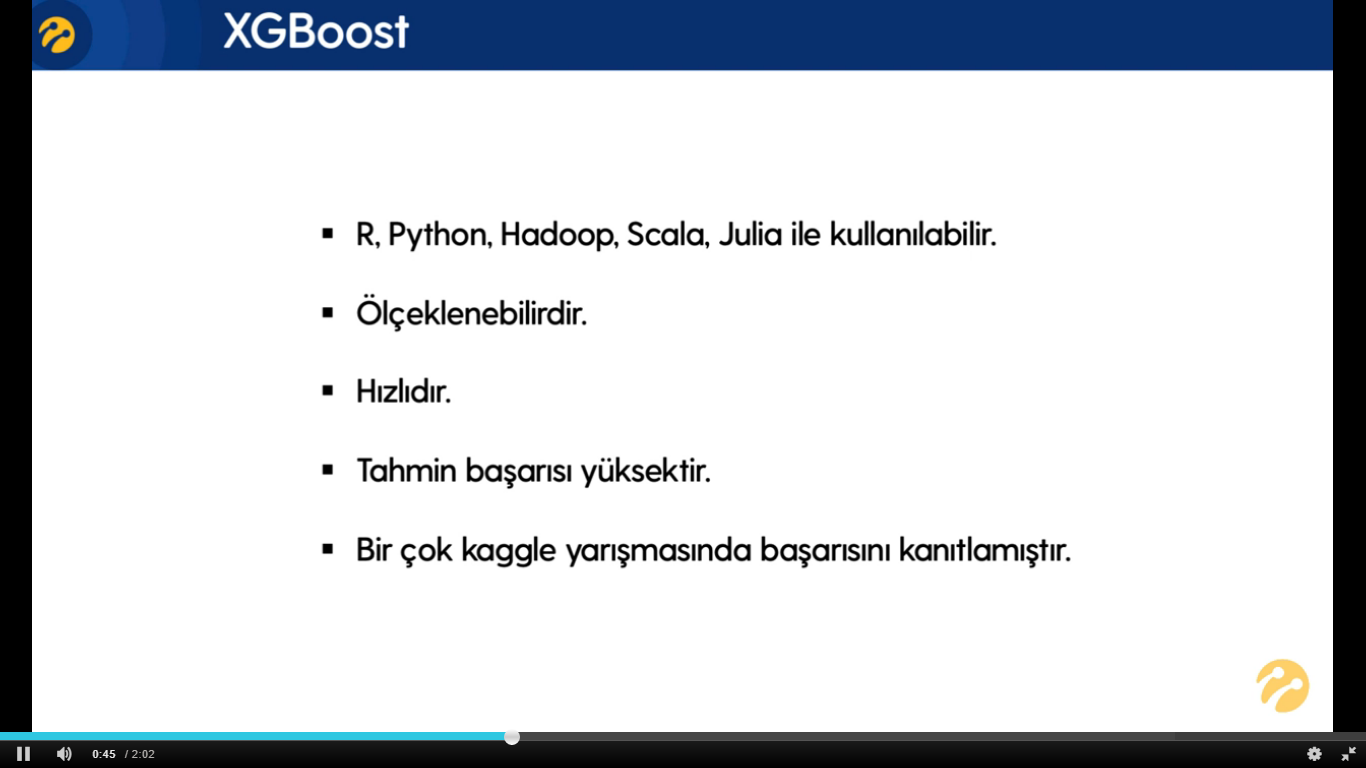 XGBoost
▪ R, Python, Hadoop, Scala, Julia ile kullanılabilir.
▪ Ölçeklenebilirdir.
▪ Hızlıdır.
▪ Tahmin başarısı yüksektir.
▪ Bir çok kaggle yarışmasında başarısını kanıtlamıştır.
0:45 / 2:02